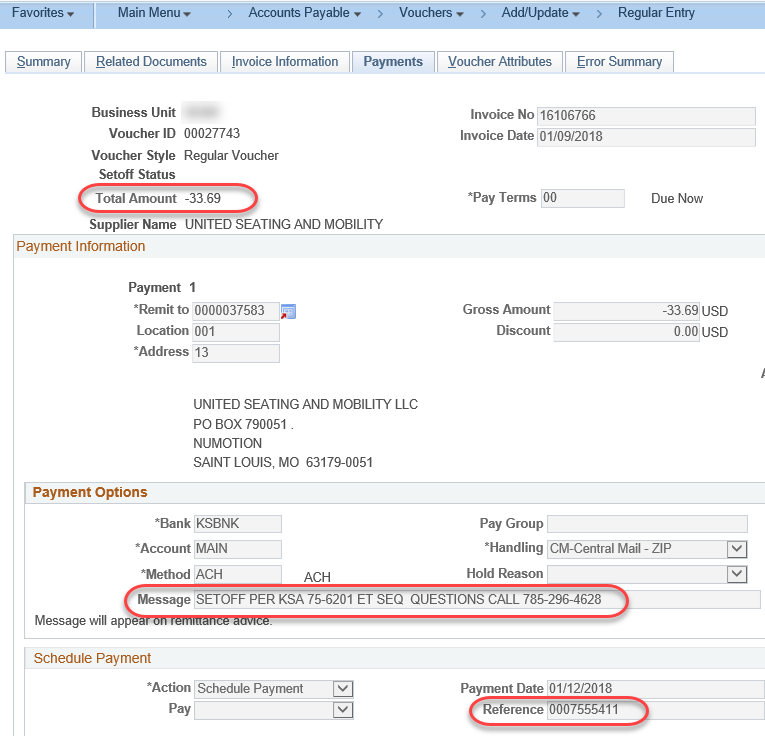 Favorites Main Menu > Accounts Payable > Vouchers > Add/Update > Regular Entry
Summary Related Documents Invoice Information Payments Voucher Attributes Error Summary
Business Unit Invoice No 16106766
Voucher ID 00027743 Invoice Date 01/09/2018
Voucher Style Regular Voucher
Setoff Status
Total Amount -33.69 *Pay Terms 00 Due Now
Supplier Name UNITED SEATING AND MOBILITY
Payment Information
Payment 1
*Remit to 0000037583 Gross Amount -33.69 USD
Location 001 Discount 0.00 USD
*Address 13
UNITED SEATING AND MOBILITY LLC
PO BOX 790051 .
NUMOTION
SAINT LOUIS, MO 63179-0051
Payment Options
*Bank KSBNK Pay Group
*Account MAIN *Handling CM-Central Mail - ZIP
*Method ACH ACH Hold Reason
Message SETOFF PER KSA 75-6201 ET SEQ QUESTIONS CALL 785-296-4628
Message will appear on remittance advice.
Schedule Payment
*Action Schedule Payment Payment Date 01/12/2018
Pay Reference 0007555411